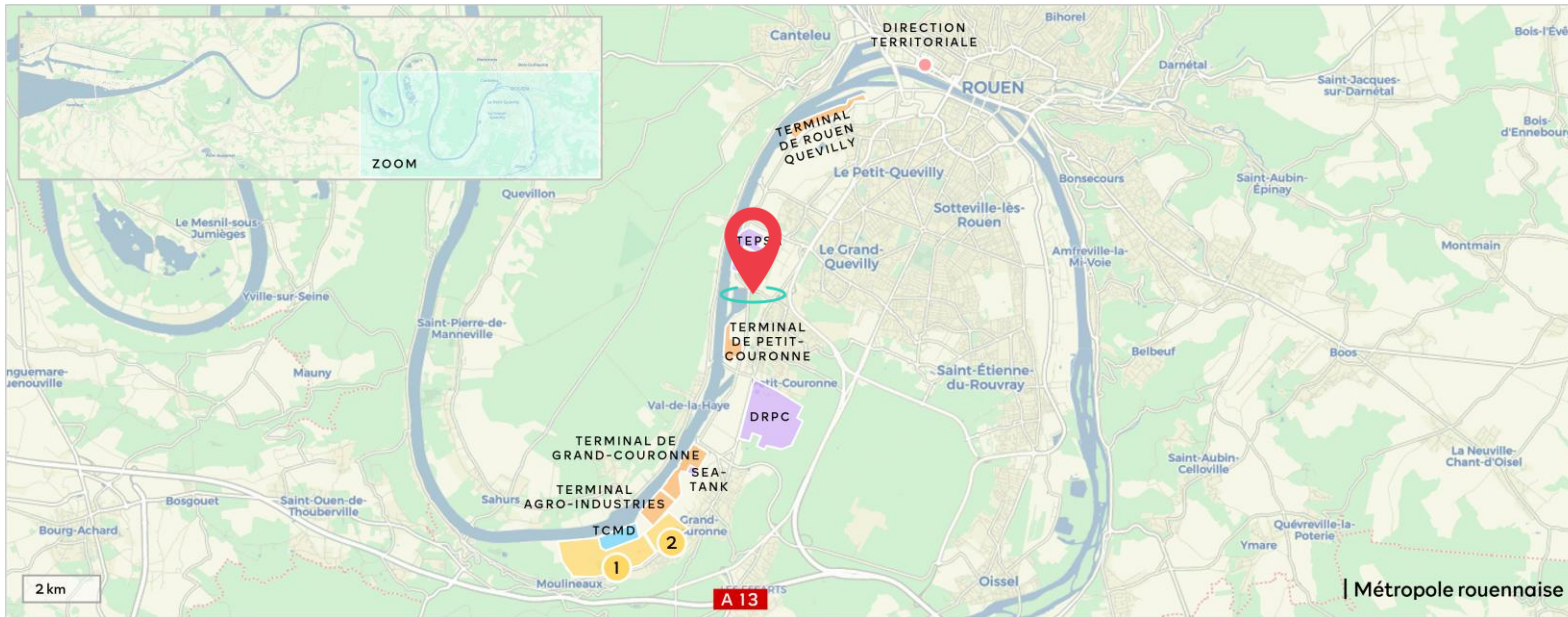 ZOOM
DIRECTION
TERRITORIALE
Bihorel
Canteleu
Darnétal
ROUEN
Saint-Jacques-
sur-Darnétal
TERMINAL
DE ROUEN
QUEVILLY
Le Petit-Quevilly
Bonsecours
Saint-Aubin-
Épinay
Quevillon
Sotteville-lès-
Rouen
Le Mesnil-sous-
Jumièges
TEPS
Le Grand-
Quevilly
Amfreville-la-
Mi-Voie
Montmain
Yville-sur-Seine
Saint-Pierre-de-
Manneville
TERMINAL
DE PETIT-
COURONNE
Belbeuf
Boos
Mauny
Saint-Étienne-
du-Rouvray
tit-Couronne
Val-de-la-Haye
DRPC
TERMINAL DE
GRAND-COURONNE
SEA-
TANK
Saint-Aubin-
Celloville
La Neuville-
Chant-d'Oisel
TERMINAL
AGRO-INDUSTRIES
Bosgouet
Saint-Ouen-de-
Thouberville
Sahurs
Bourg-Achard
TCMD
Grand-
uronne
2
1
Quévreville-la-
Poterie
Ymare
Moulineaux
Oissel
2 km
A 13
| Métropole rouennaise